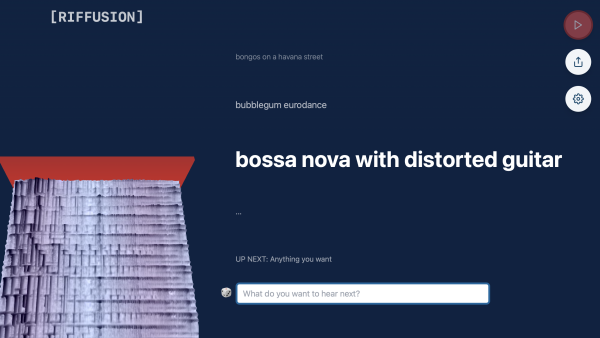 [RIFFUSION]
bongos on a havana street
bubblegum eurodance
bossa nova with distorted guitar
...
UP NEXT: Anything you want
What do you want to hear next?